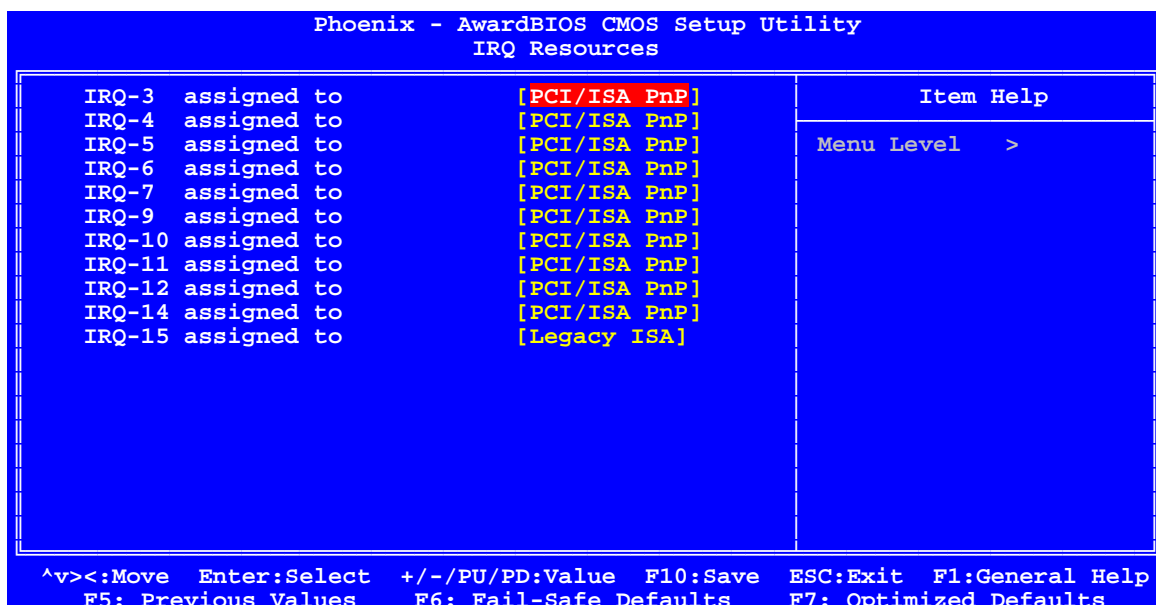 Phoenix - AwardBIOS CMOS Setup Utility
IRQ Resources
IRQ-3 assigned to [PCI/ISA PnP]
IRQ-4 assigned to [PCI/ISA PnP]
IRQ-5 assigned to [PCI/ISA PnP]
IRQ-6 assigned to [PCI/ISA PnP]
IRQ-7 assigned to [PCI/ISA PnP]
IRQ-9 assigned to [PCI/ISA PnP]
IRQ-10 assigned to [PCI/ISA PnP]
IRQ-11 assigned to [PCI/ISA PnP]
IRQ-12 assigned to [PCI/ISA PnP]
IRQ-14 assigned to [PCI/ISA PnP]
IRQ-15 assigned to [Legacy ISA]
Item Help
Menu Level >
^v><:Move Enter:Select +/-/PU/PD:Value F10:Save ESC:Exit F1:General Help
F5: Previous Values F6: Fail-Safe Defaults F7: Optimized Defaults